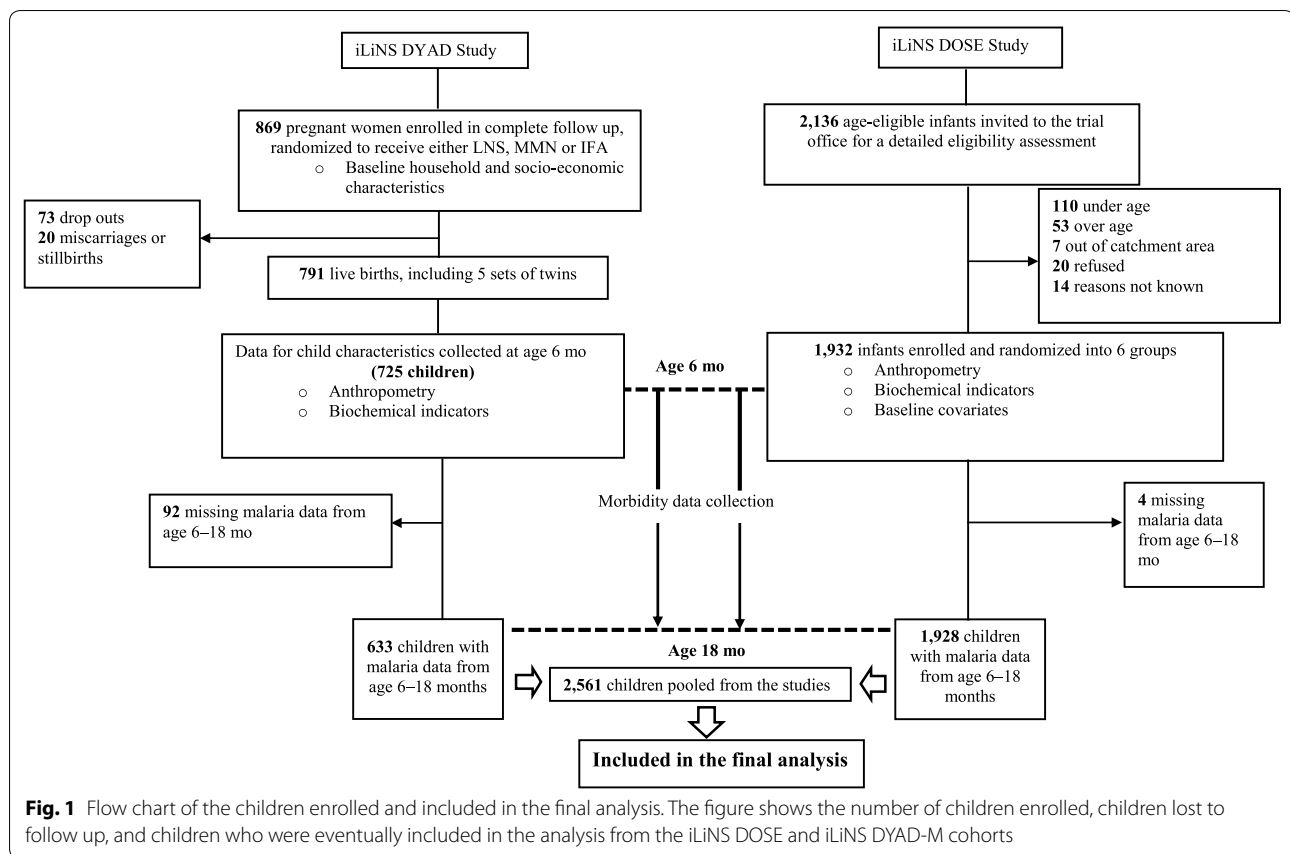 iLiNS DYAD Study
869 pregnant women enrolled in complete follow up,
randomized to receive either LNS, MMN or IFA
o Baseline household and socio-economic
characteristics
73 drop outs
20 miscarriages or
stillbirths
791 live births, including 5 sets of twins
Data for child characteristics collected at age 6 mo
(725 children)
o Anthropometry
o Biochemical indicators
92 missing malaria data from
age 6–18 mo
633 children with
malaria data from
age 6–18 months
iLiNS DOSE Study
2,136 age-eligible infants invited to the trial
office for a detailed eligibility assessment
110 under age
53 over age
7 out of catchment area
20 refused
14 reasons not known
1,932 infants enrolled and randomized into 6 groups
o Anthropometry
o Biochemical indicators
o Baseline covariates
4 missing
malaria data
from age 6–18
mo
1,928 children
with malaria data
from age 6–18
months
Age 6 mo
Morbidity data collection
Age 18 mo
2,561 children pooled from the studies
Included in the final analysis
Fig. 1 Flow chart of the children enrolled and included in the final analysis. The figure shows the number of children enrolled, children lost to
follow up, and children who were eventually included in the analysis from the iLiNS DOSE and iLiNS DYAD-M cohorts